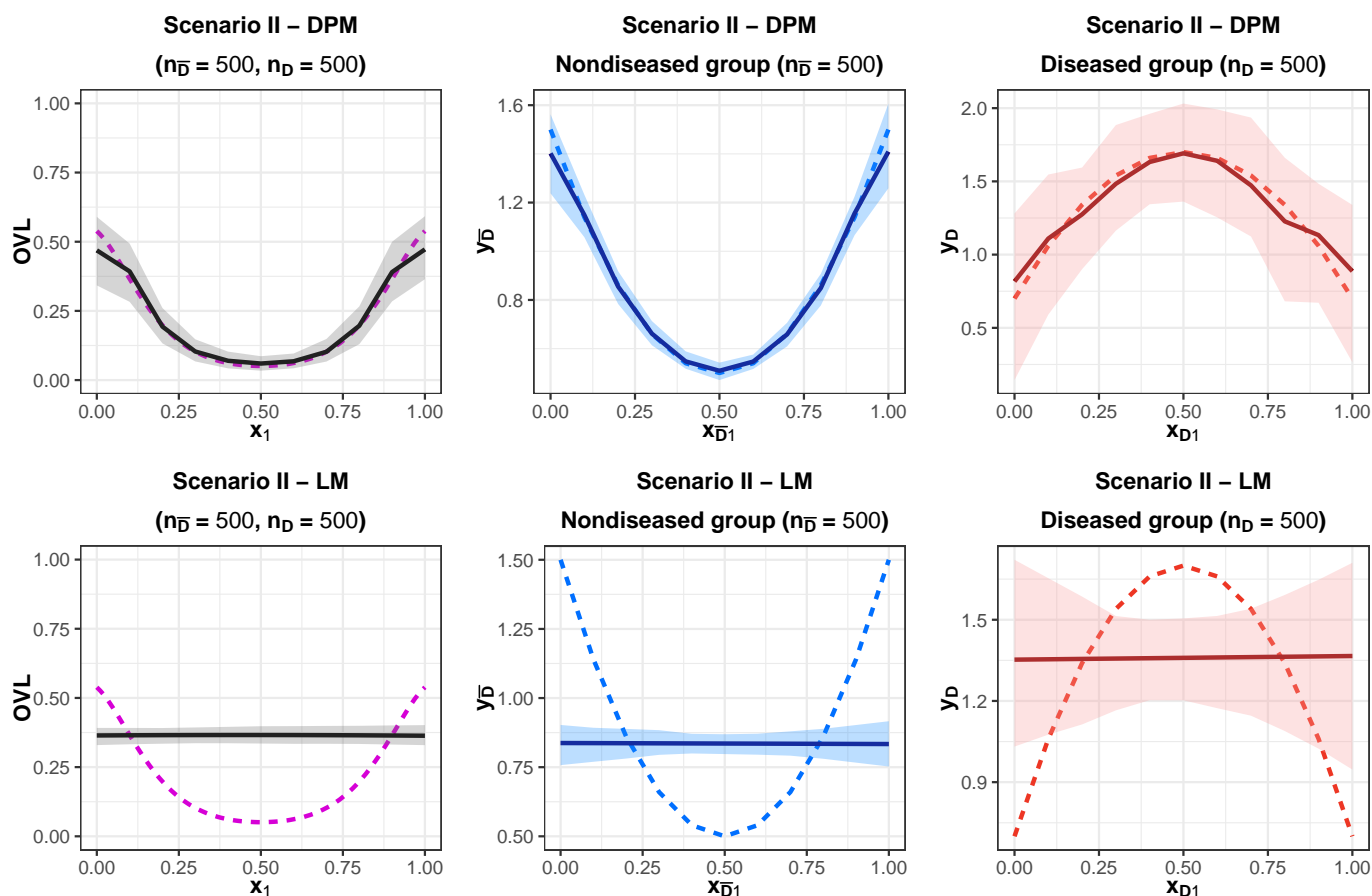 Scenario II – DPM
(n_D̅ = 500, n_D = 500)
OVL
1.00
0.75
0.50
0.25
0.00
0.00 0.25 0.50 0.75 1.00
x₁
Scenario II – DPM
Nondiseased group (n_D̅ = 500)
y_D̅
1.6
1.2
0.8
0.00 0.25 0.50 0.75 1.00
x_D̅1
Scenario II – DPM
Diseased group (n_D = 500)
y_D
2.0
1.5
1.0
0.5
0.00 0.25 0.50 0.75 1.00
x_D1
Scenario II – LM
(n_D̅ = 500, n_D = 500)
OVL
1.00
0.75
0.50
0.25
0.00
0.00 0.25 0.50 0.75 1.00
x₁
Scenario II – LM
Nondiseased group (n_D̅ = 500)
y_D̅
1.50
1.25
1.00
0.75
0.50
0.00 0.25 0.50 0.75 1.00
x_D̅1
Scenario II – LM
Diseased group (n_D = 500)
y_D
1.5
1.2
0.9
0.00 0.25 0.50 0.75 1.00
x_D1